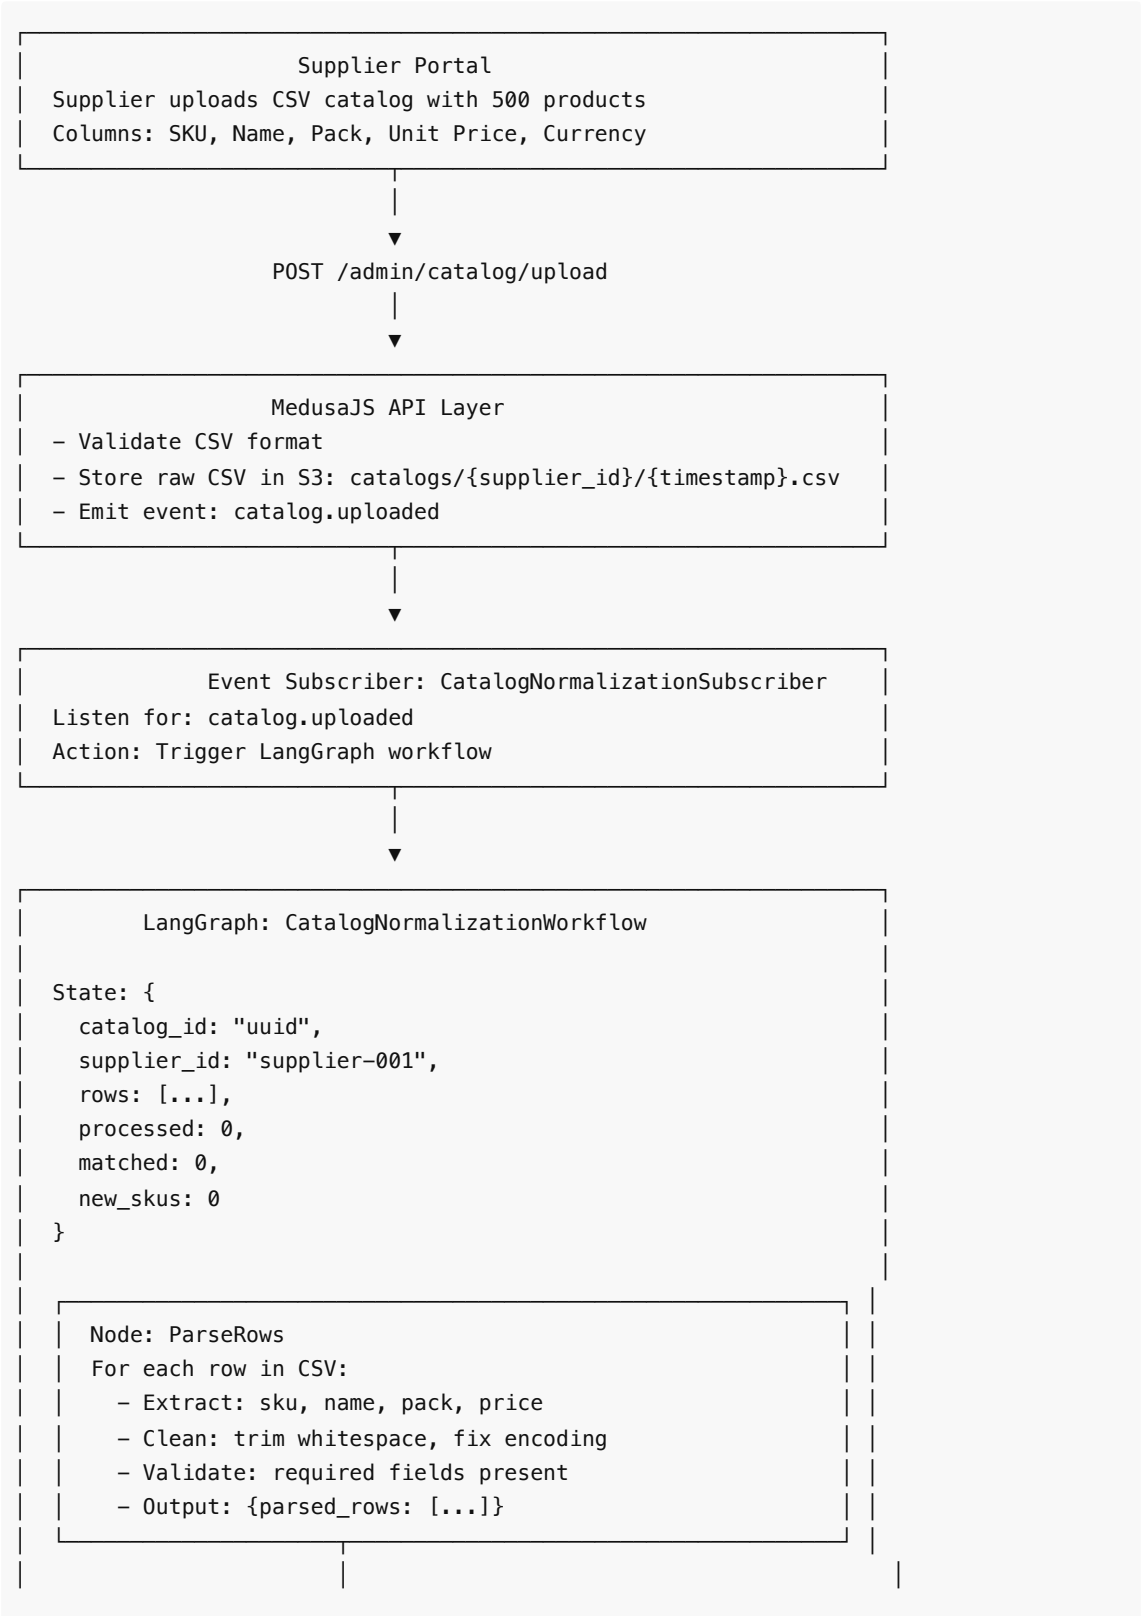 Supplier Portal
Supplier uploads CSV catalog with 500 products
Columns: SKU, Name, Pack, Unit Price, Currency
POST /admin/catalog/upload
MedusaJS API Layer
- Validate CSV format
- Store raw CSV in S3: catalogs/{supplier_id}/{timestamp}.csv
- Emit event: catalog.uploaded
Event Subscriber: CatalogNormalizationSubscriber
Listen for: catalog.uploaded
Action: Trigger LangGraph workflow
LangGraph: CatalogNormalizationWorkflow
State: {
catalog_id: "uuid",
supplier_id: "supplier-001",
rows: [...],
processed: 0,
matched: 0,
new_skus: 0
}
Node: ParseRows
For each row in CSV:
- Extract: sku, name, pack, price
- Clean: trim whitespace, fix encoding
- Validate: required fields present
- Output: {parsed_rows: [...]}